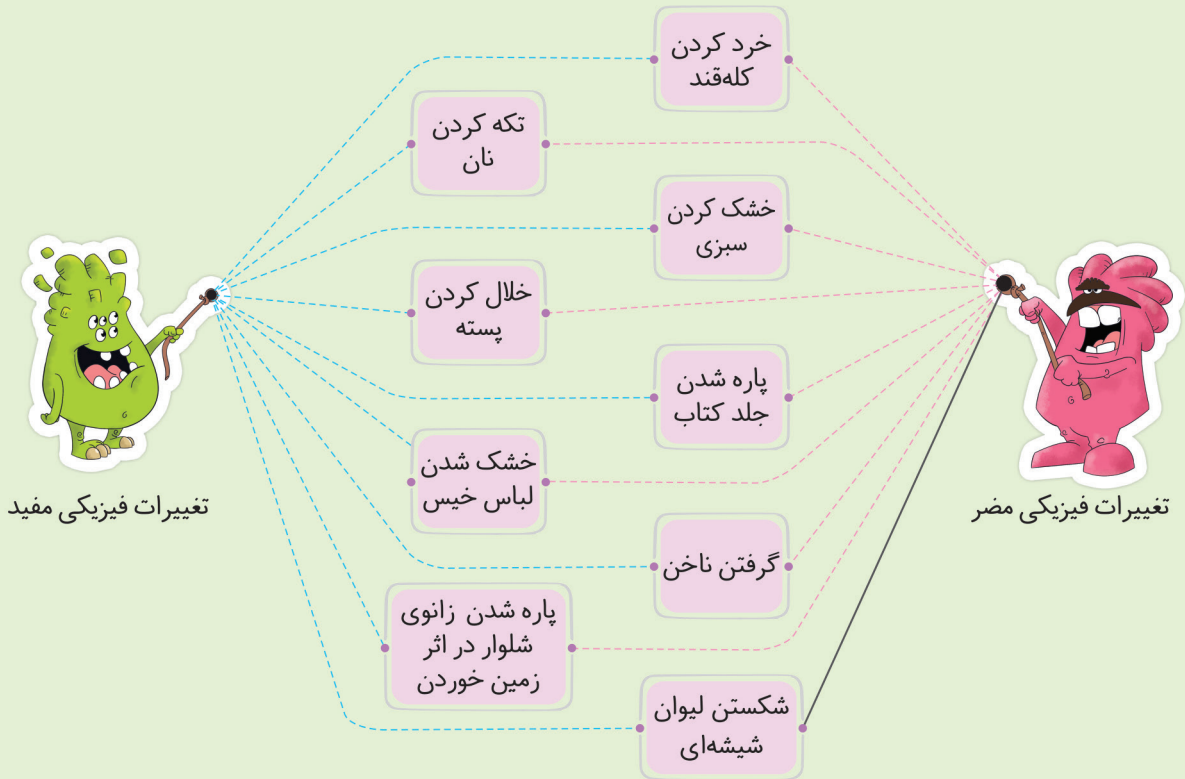 خرد کردن
کله‌قند
تکه کردن
نان
خشک کردن
سبزی
خلال کردن
پسته
پاره شدن
جلد کتاب
خشک شدن
لباس خیس
تغییرات فیزیکی مضر
تغییرات فیزیکی مفید
گرفتن ناخن
پاره شدن زانوی
شلوار در اثر
زمین خوردن
شکستن لیوان
شیشه‌ای